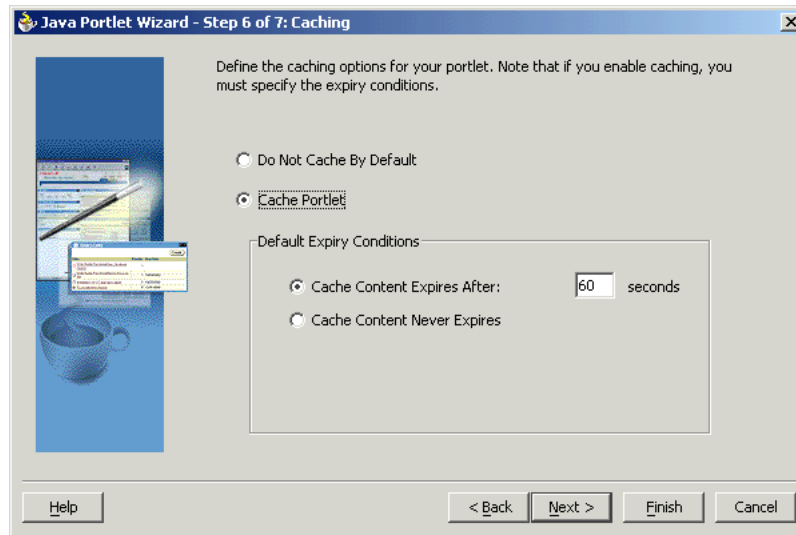 Java Portlet Wizard - Step 6 of 7: Caching
Define the caching options for your portlet. Note that if you enable caching, you
must specify the expiry conditions.
Do Not Cache By Default
Cache Portlet
Default Expiry Conditions
Cache Content Expires After: 60 seconds
Cache Content Never Expires
Help < Back Next > Finish Cancel